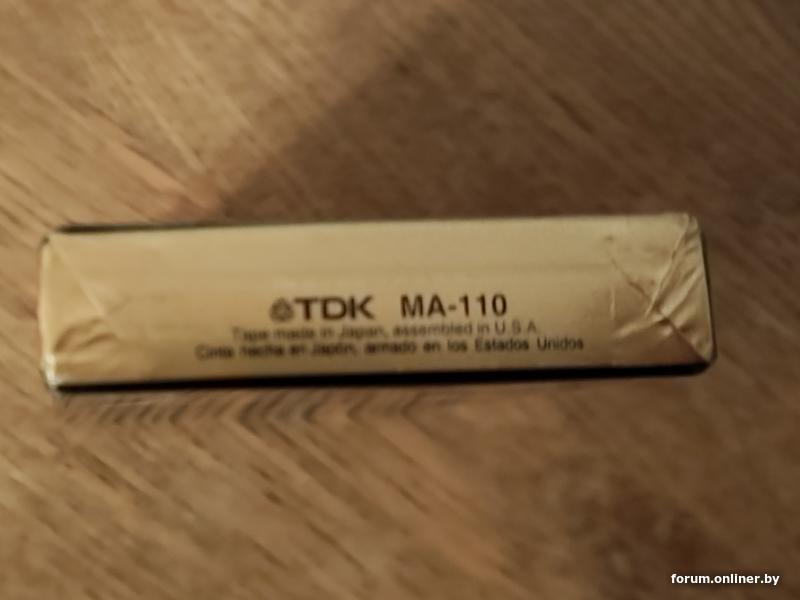 TDK MA-110
Tape made in Japan, assembled in U.S.A.
Cinta hecha en Japón, armado en los Estados Unidos
forum.onliner.by